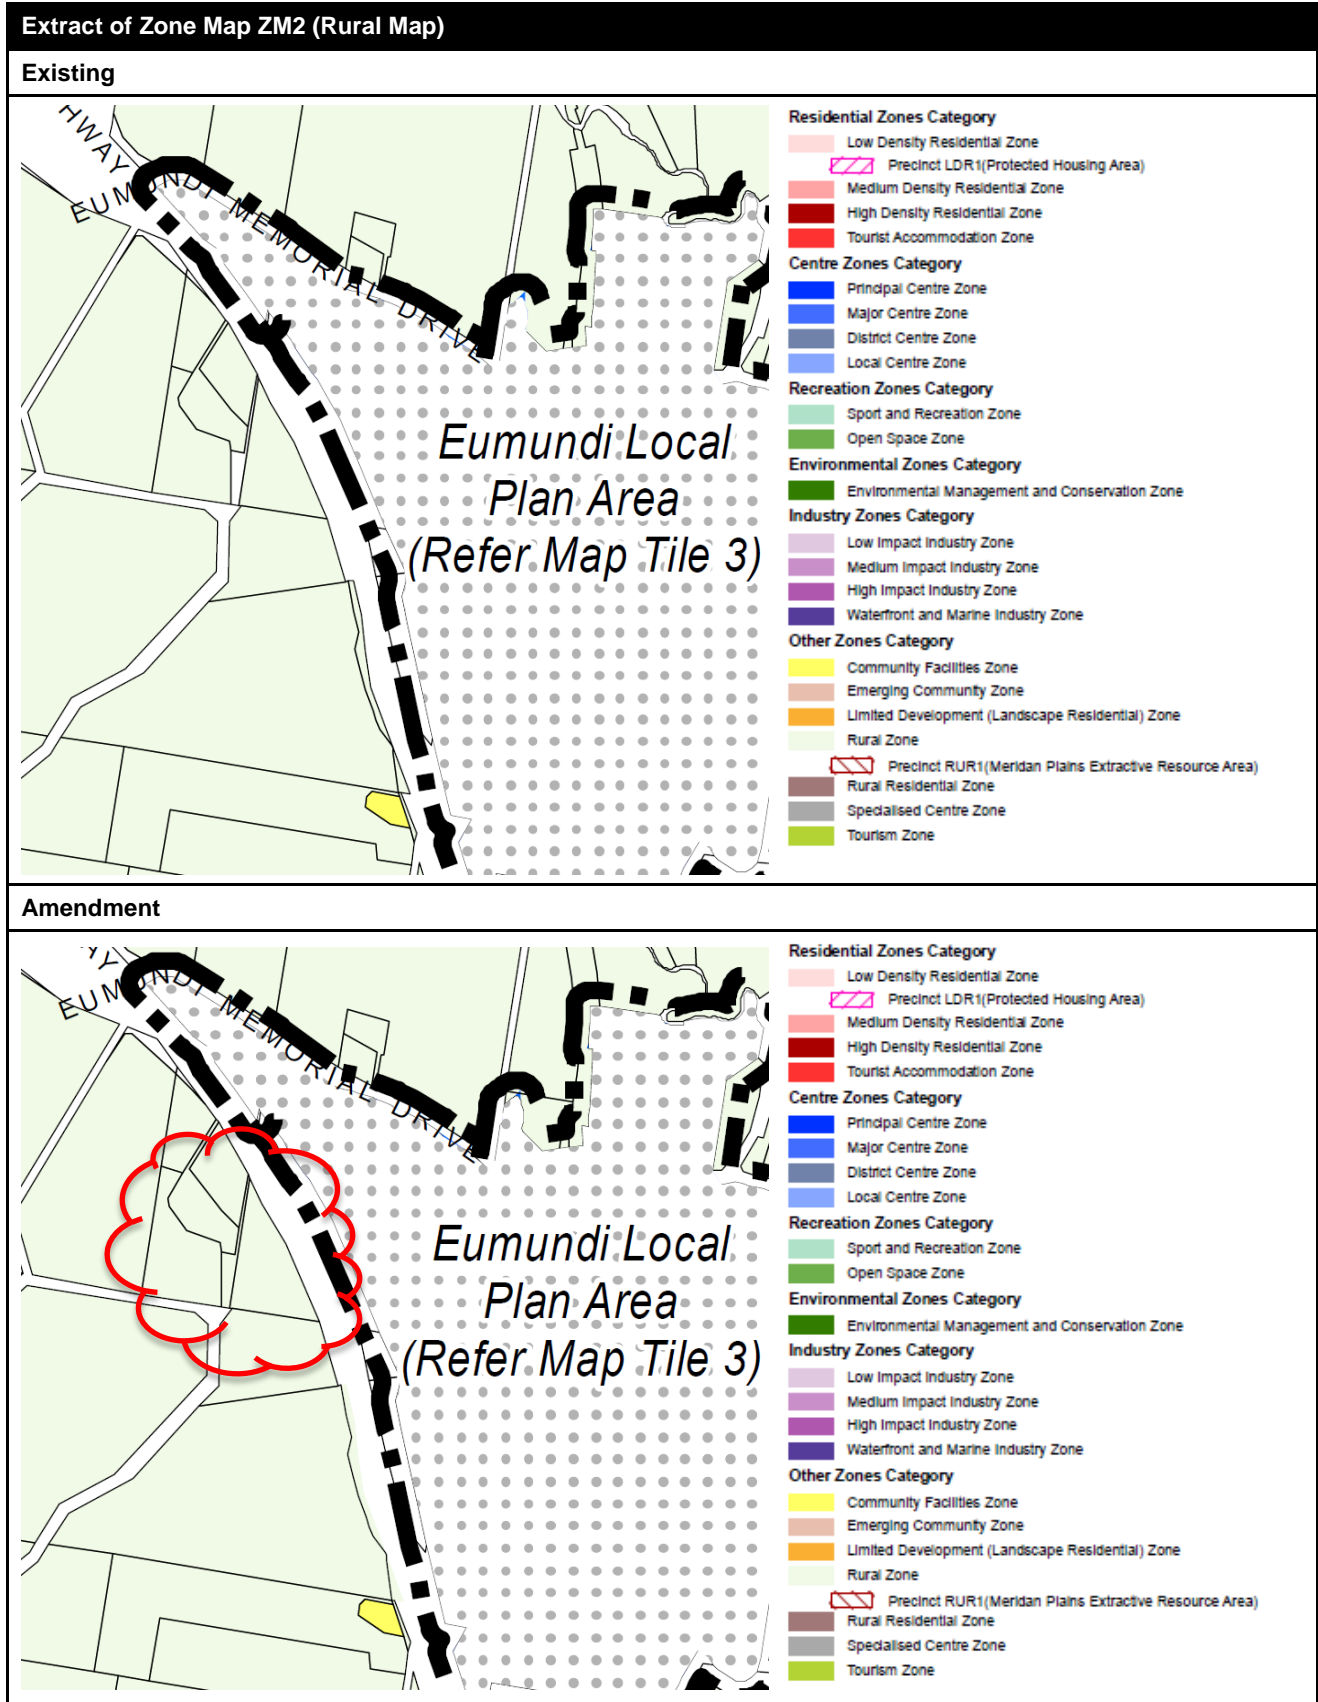 Extract of Zone Map ZM2 (Rural Map)
Existing
HWAY
EUMUNDI MEMORIAL DRIVE
Eumundi Local
Plan Area
(Refer Map Tile 3)
Residential Zones Category
Low Density Residential Zone
Precinct LDR1(Protected Housing Area)
Medium Density Residential Zone
High Density Residential Zone
Tourist Accommodation Zone
Centre Zones Category
Principal Centre Zone
Major Centre Zone
District Centre Zone
Local Centre Zone
Recreation Zones Category
Sport and Recreation Zone
Open Space Zone
Environmental Zones Category
Environmental Management and Conservation Zone
Industry Zones Category
Low Impact Industry Zone
Medium Impact Industry Zone
High Impact Industry Zone
Waterfront and Marine Industry Zone
Other Zones Category
Community Facilities Zone
Emerging Community Zone
Limited Development (Landscape Residential) Zone
Rural Zone
Precinct RUR1(Meridan Plains Extractive Resource Area)
Rural Residential Zone
Specialised Centre Zone
Tourism Zone
Amendment
AY
EUMUNDI MEMORIAL DRIVE
Eumundi Local
Plan Area
(Refer Map Tile 3)
Residential Zones Category
Low Density Residential Zone
Precinct LDR1(Protected Housing Area)
Medium Density Residential Zone
High Density Residential Zone
Tourist Accommodation Zone
Centre Zones Category
Principal Centre Zone
Major Centre Zone
District Centre Zone
Local Centre Zone
Recreation Zones Category
Sport and Recreation Zone
Open Space Zone
Environmental Zones Category
Environmental Management and Conservation Zone
Industry Zones Category
Low Impact Industry Zone
Medium Impact Industry Zone
High Impact Industry Zone
Waterfront and Marine Industry Zone
Other Zones Category
Community Facilities Zone
Emerging Community Zone
Limited Development (Landscape Residential) Zone
Rural Zone
Precinct RUR1(Meridan Plains Extractive Resource Area)
Rural Residential Zone
Specialised Centre Zone
Tourism Zone